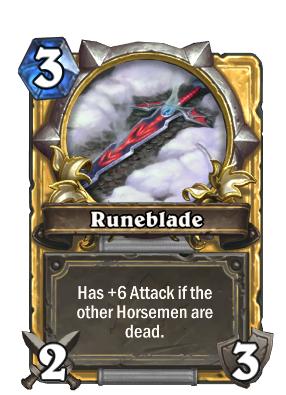 3
Runeblade
Has +6 Attack if the
other Horsemen are
dead.
2
3